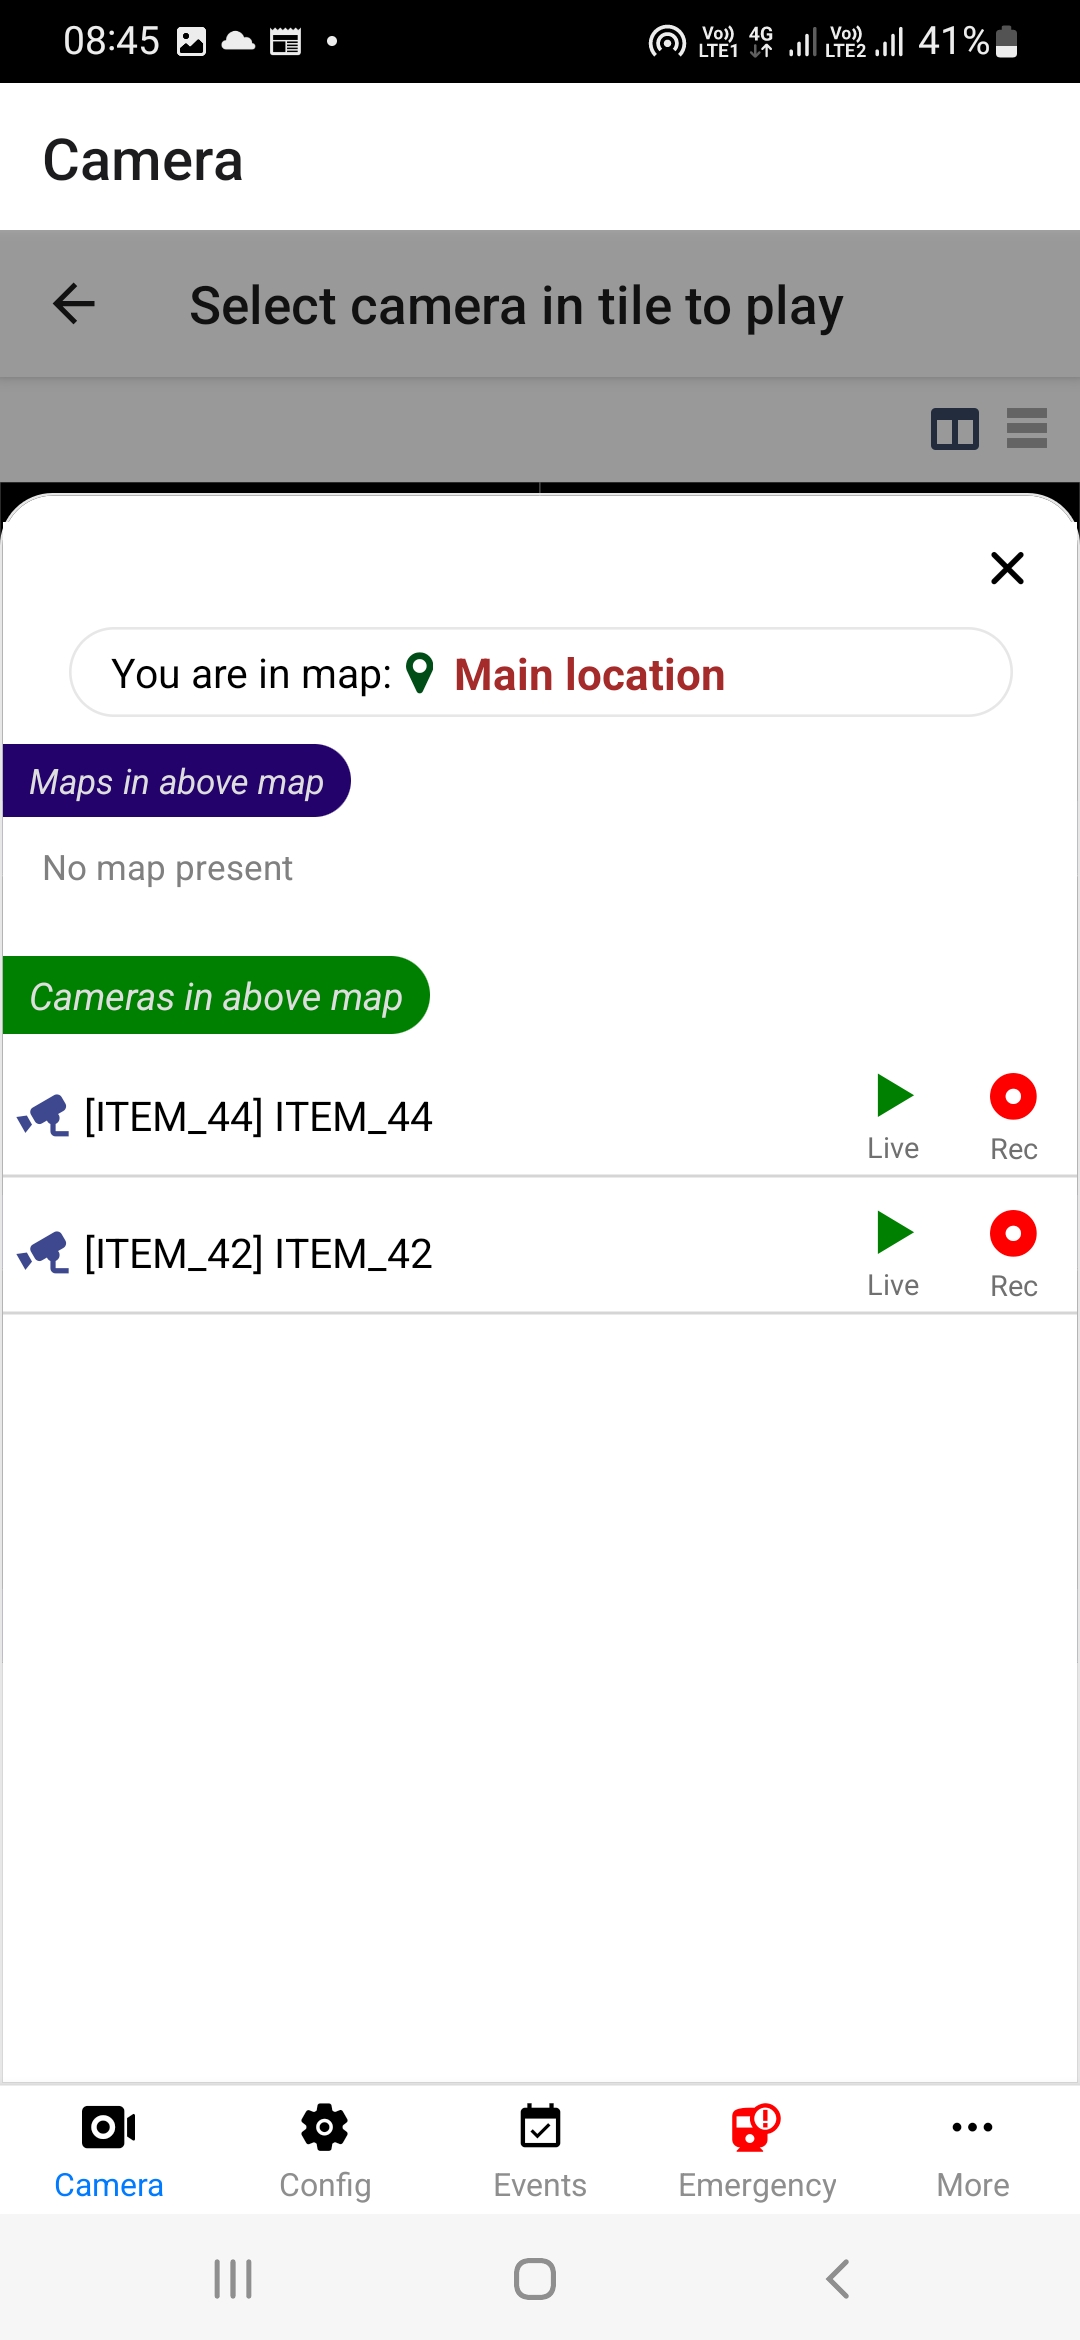 08:45
Vo)) LTE1 4G Vo)) LTE2 41%
Camera
Select camera in tile to play
You are in map: Main location
Maps in above map
No map present
Cameras in above map
[ITEM_44] ITEM_44
Live
Rec
[ITEM_42] ITEM_42
Live
Rec
Camera
Config
Events
Emergency
More